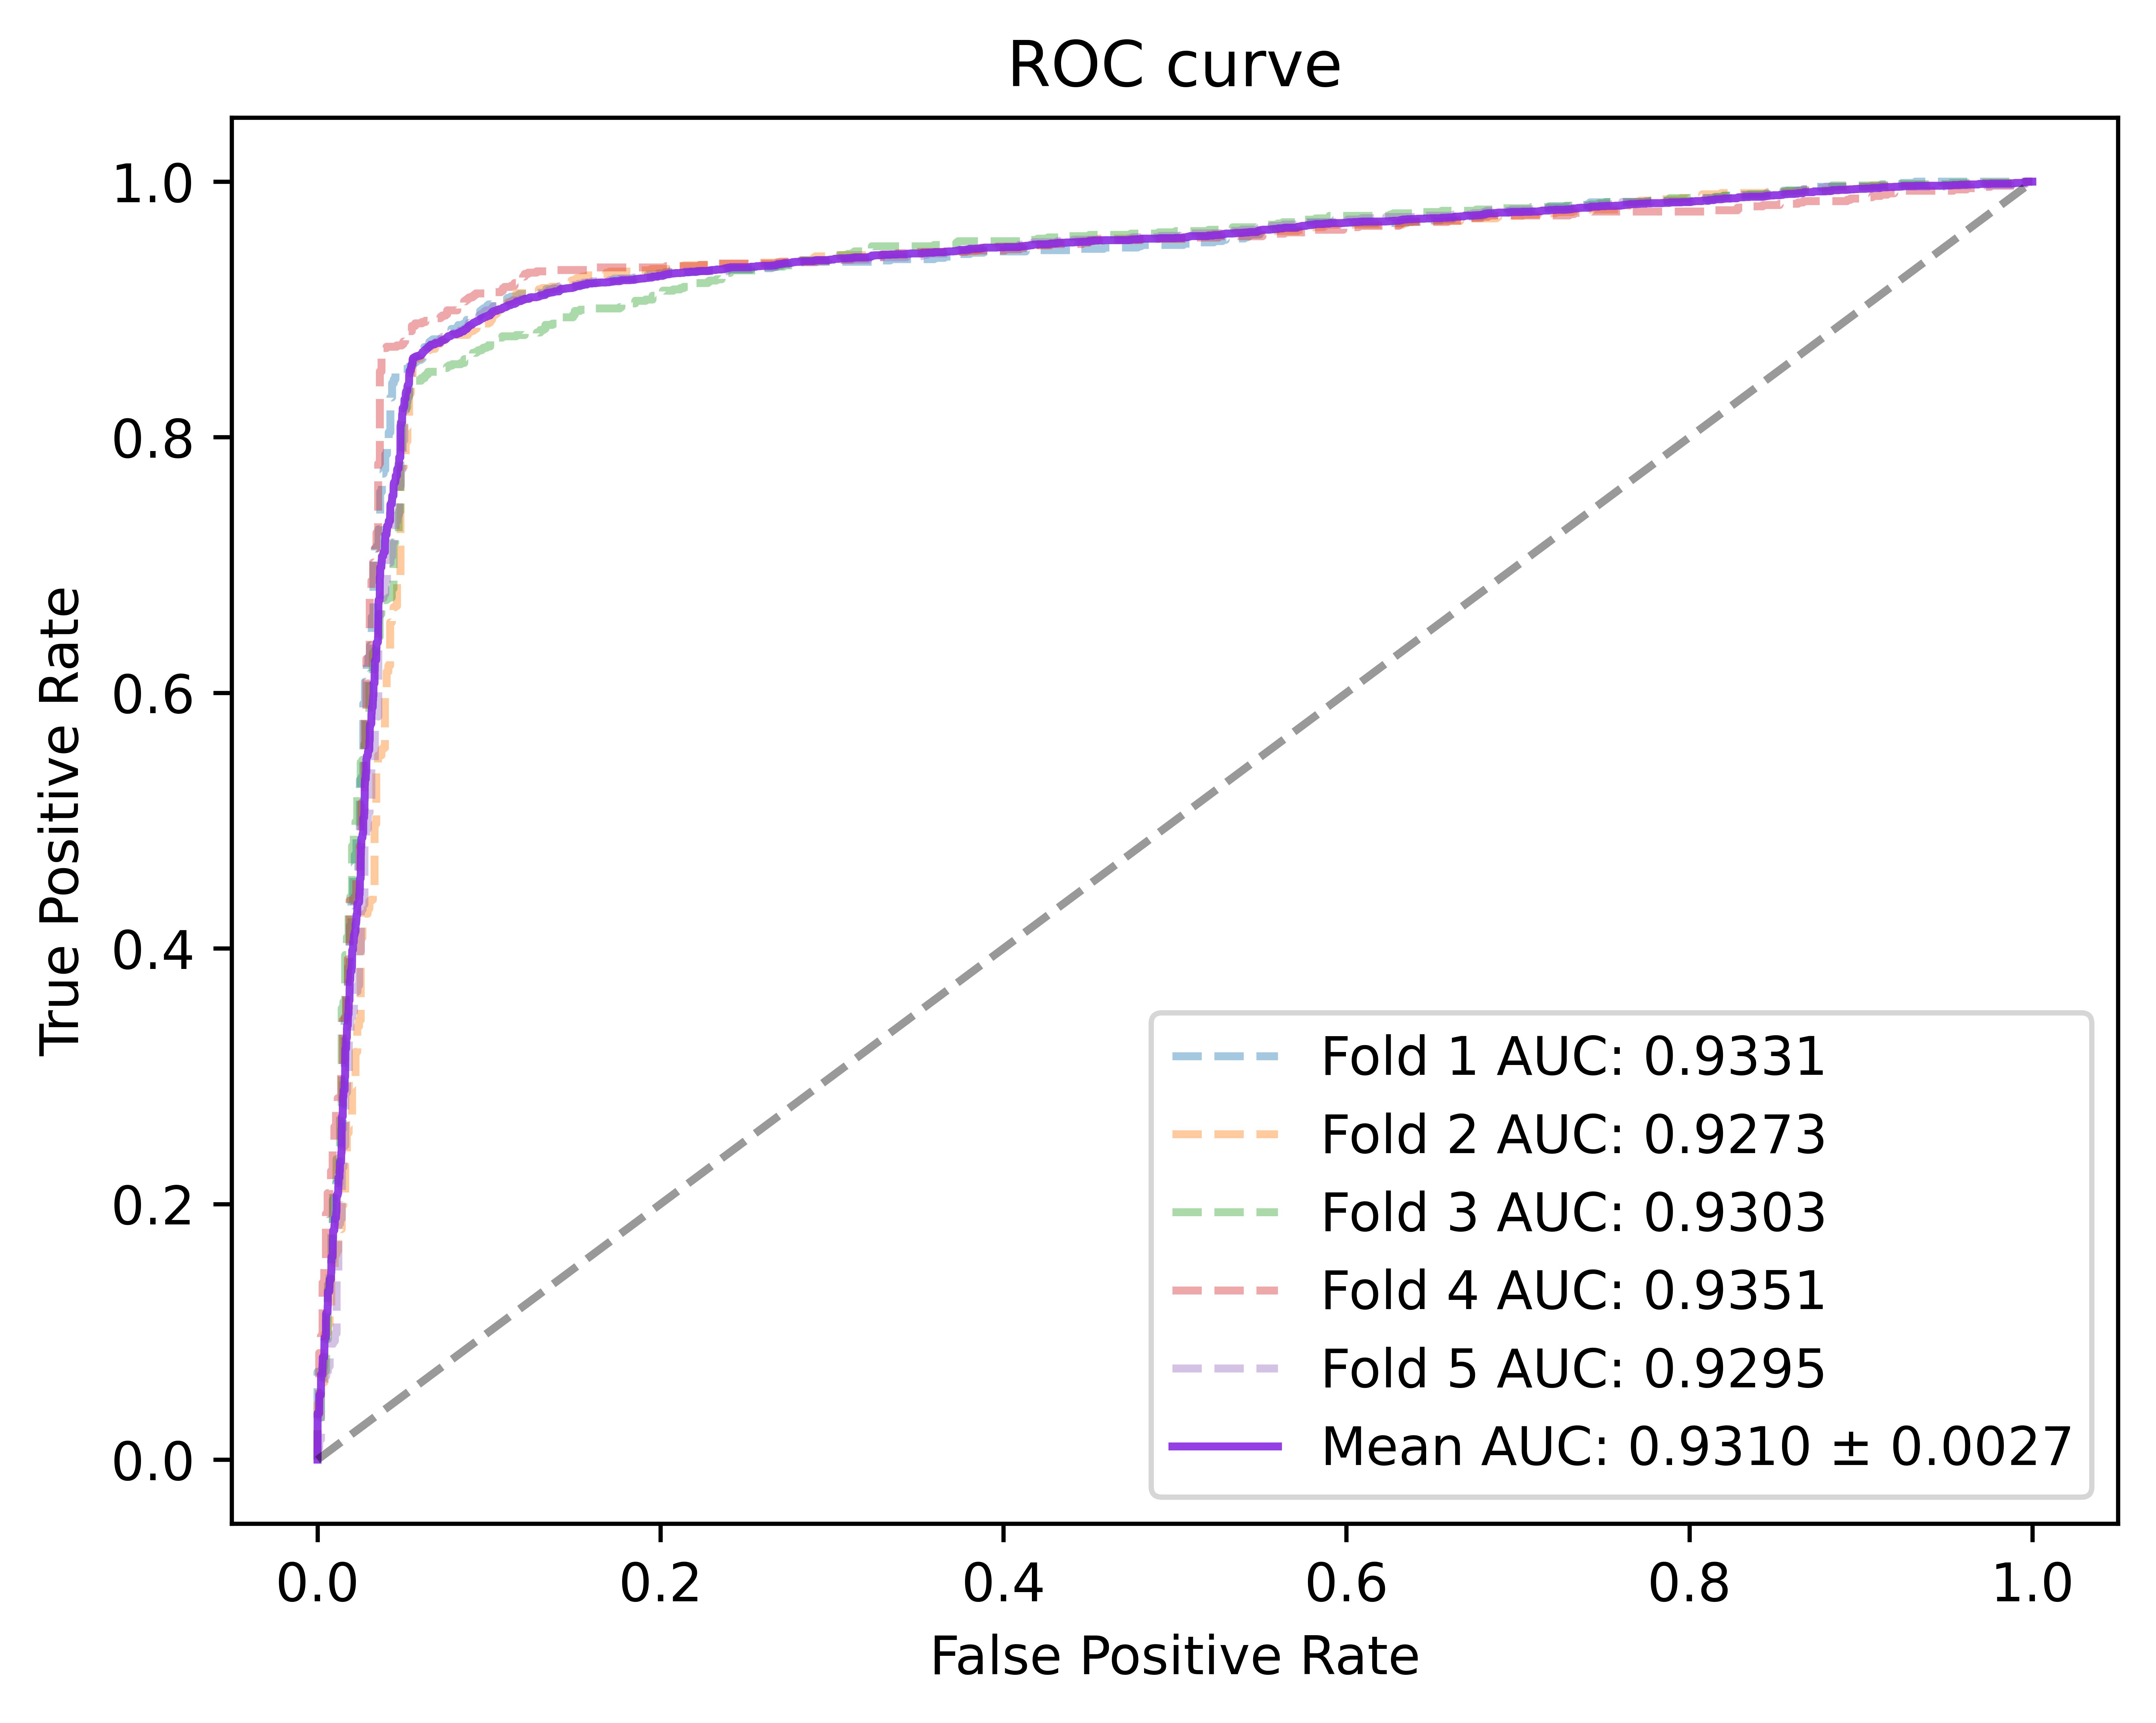 ROC curve
1.0
0.8
0.6
0.4
0.2
0.0
True Positive Rate
Fold 1 AUC: 0.9331
Fold 2 AUC: 0.9273
Fold 3 AUC: 0.9303
Fold 4 AUC: 0.9351
Fold 5 AUC: 0.9295
Mean AUC: 0.9310 ± 0.0027
0.0 0.2 0.4 0.6 0.8 1.0
False Positive Rate